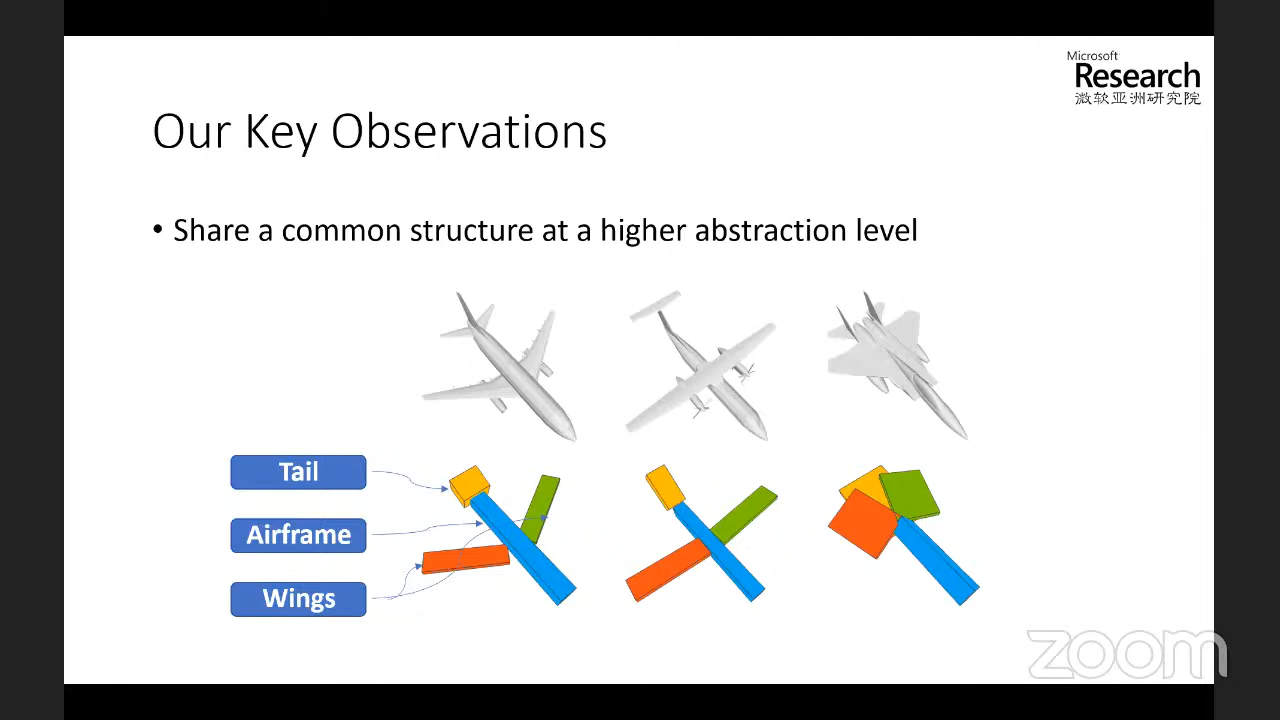 Microsoft
Research
微软亚洲研究院
Our Key Observations
• Share a common structure at a higher abstraction level
Tail
Airframe
Wings
zoom